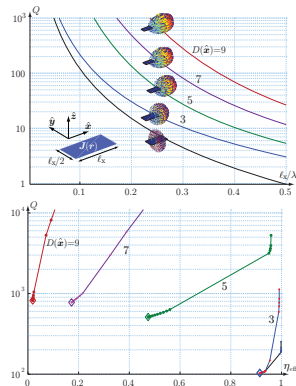 Q
10³
D(x̂)=9
7
5
3
100
10
1
ẑ
ŷ
x̂
J(r)
ℓx/2
ℓx
0.1
0.2
0.3
0.4
0.5
ℓx/λ
Q
10⁴
D(x̂)=9
7
5
3
10³
10²
0
0.2
0.4
0.6
0.8
1
ηeff